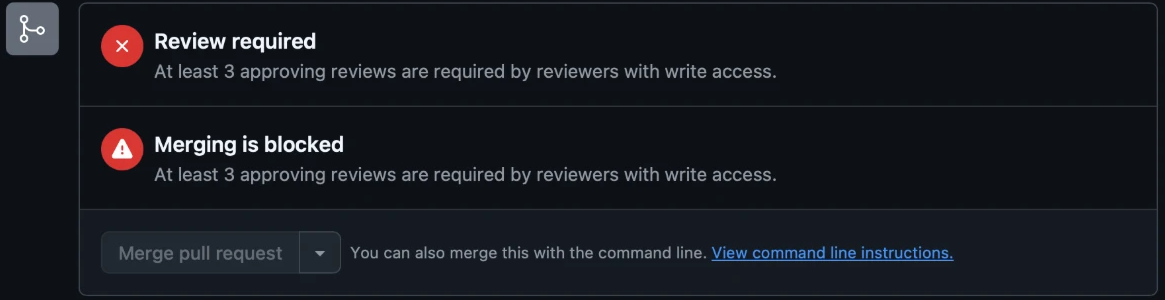 Review required
At least 3 approving reviews are required by reviewers with write access.
Merging is blocked
At least 3 approving reviews are required by reviewers with write access.
Merge pull request
You can also merge this with the command line. View command line instructions.